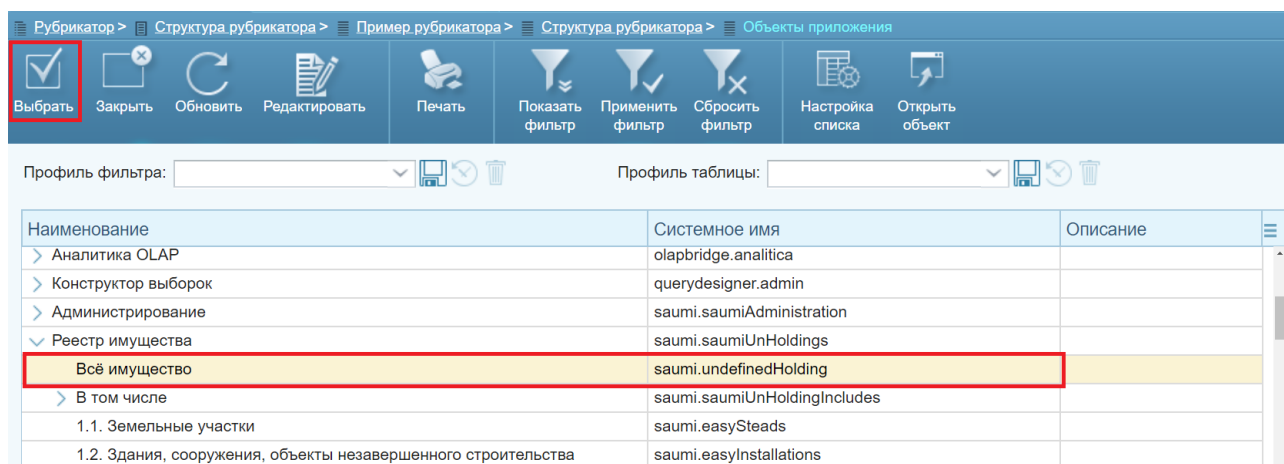 Рубрикатор > Структура рубрикатора > Пример рубрикатора > Структура рубрикатора > Объекты приложения
Выбрать Закрыть Обновить Редактировать Печать Показать фильтр Применить фильтр Сбросить фильтр Настройка списка Открыть объект
Профиль фильтра: Профиль таблицы:
Наименование Системное имя Описание
Аналитика OLAP olapbridge.analitica
Конструктор выборок querydesigner.admin
Администрирование saumi.saumiAdministration
Реестр имущества saumi.saumiUnHoldings
Всё имущество saumi.undefinedHolding
В том числе saumi.saumiUnHoldingIncludes
1.1. Земельные участки saumi.easySteads
1.2. Здания, сооружения, объекты незавершенного строительства saumi.easyInstallations